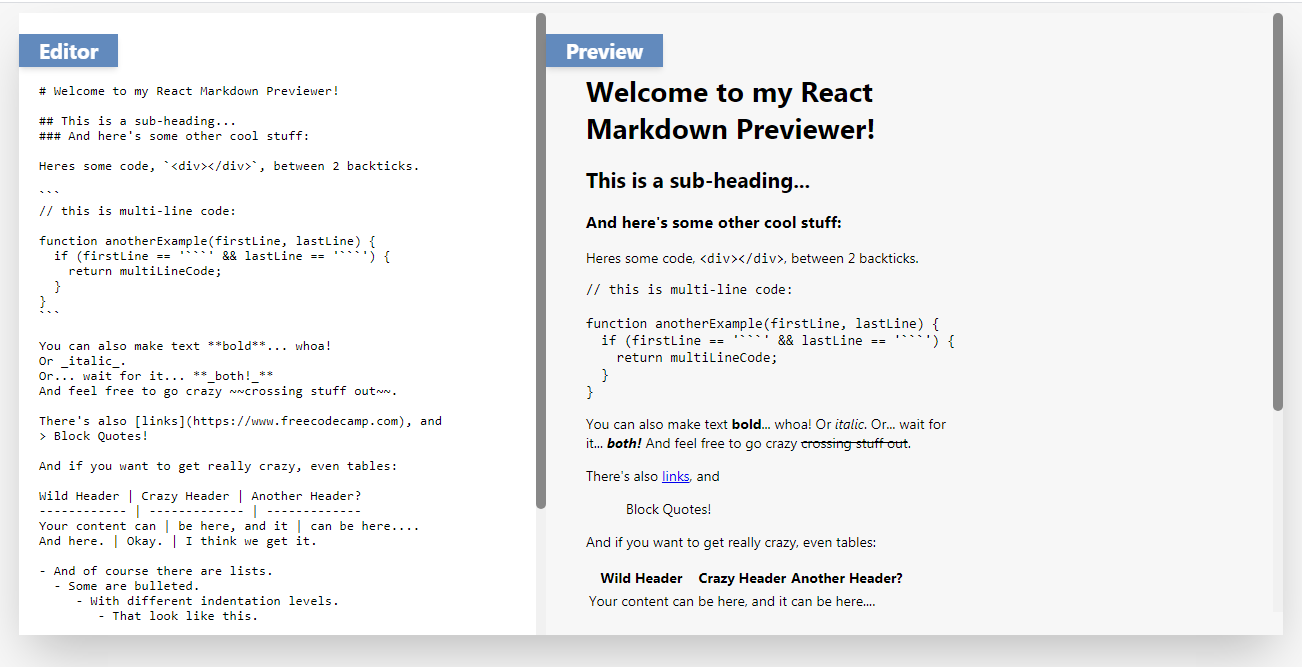 Editor
# Welcome to my React Markdown Previewer!
## This is a sub-heading...
### And here's some other cool stuff:
Heres some code, `<div></div>`, between 2 backticks.
```
// this is multi-line code:
function anotherExample(firstLine, lastLine) {
  if (firstLine == '```' && lastLine == '```') {
    return multiLineCode;
  }
}
```
You can also make text **bold**... whoa!
Or _italic_.
Or... wait for it... **_both!_**
And feel free to go crazy ~~crossing stuff out~~.
There's also [links](https://www.freecodecamp.com), and
> Block Quotes!
And if you want to get really crazy, even tables:
Wild Header | Crazy Header | Another Header?
------------ | ------------- | -------------
Your content can | be here, and it | can be here....
And here. | Okay. | I think we get it.
- And of course there are lists.
  - Some are bulleted.
     - With different indentation levels.
        - That look like this.
Preview
Welcome to my React
Markdown Previewer!
This is a sub-heading...
And here's some other cool stuff:
Heres some code, <div></div>, between 2 backticks.
// this is multi-line code:
function anotherExample(firstLine, lastLine) {
  if (firstLine == '```' && lastLine == '```') {
    return multiLineCode;
  }
}
You can also make text bold... whoa! Or italic. Or... wait for
it... both! And feel free to go crazy crossing stuff out.
There's also links, and
Block Quotes!
And if you want to get really crazy, even tables:
Wild Header Crazy Header Another Header?
Your content can be here, and it can be here....